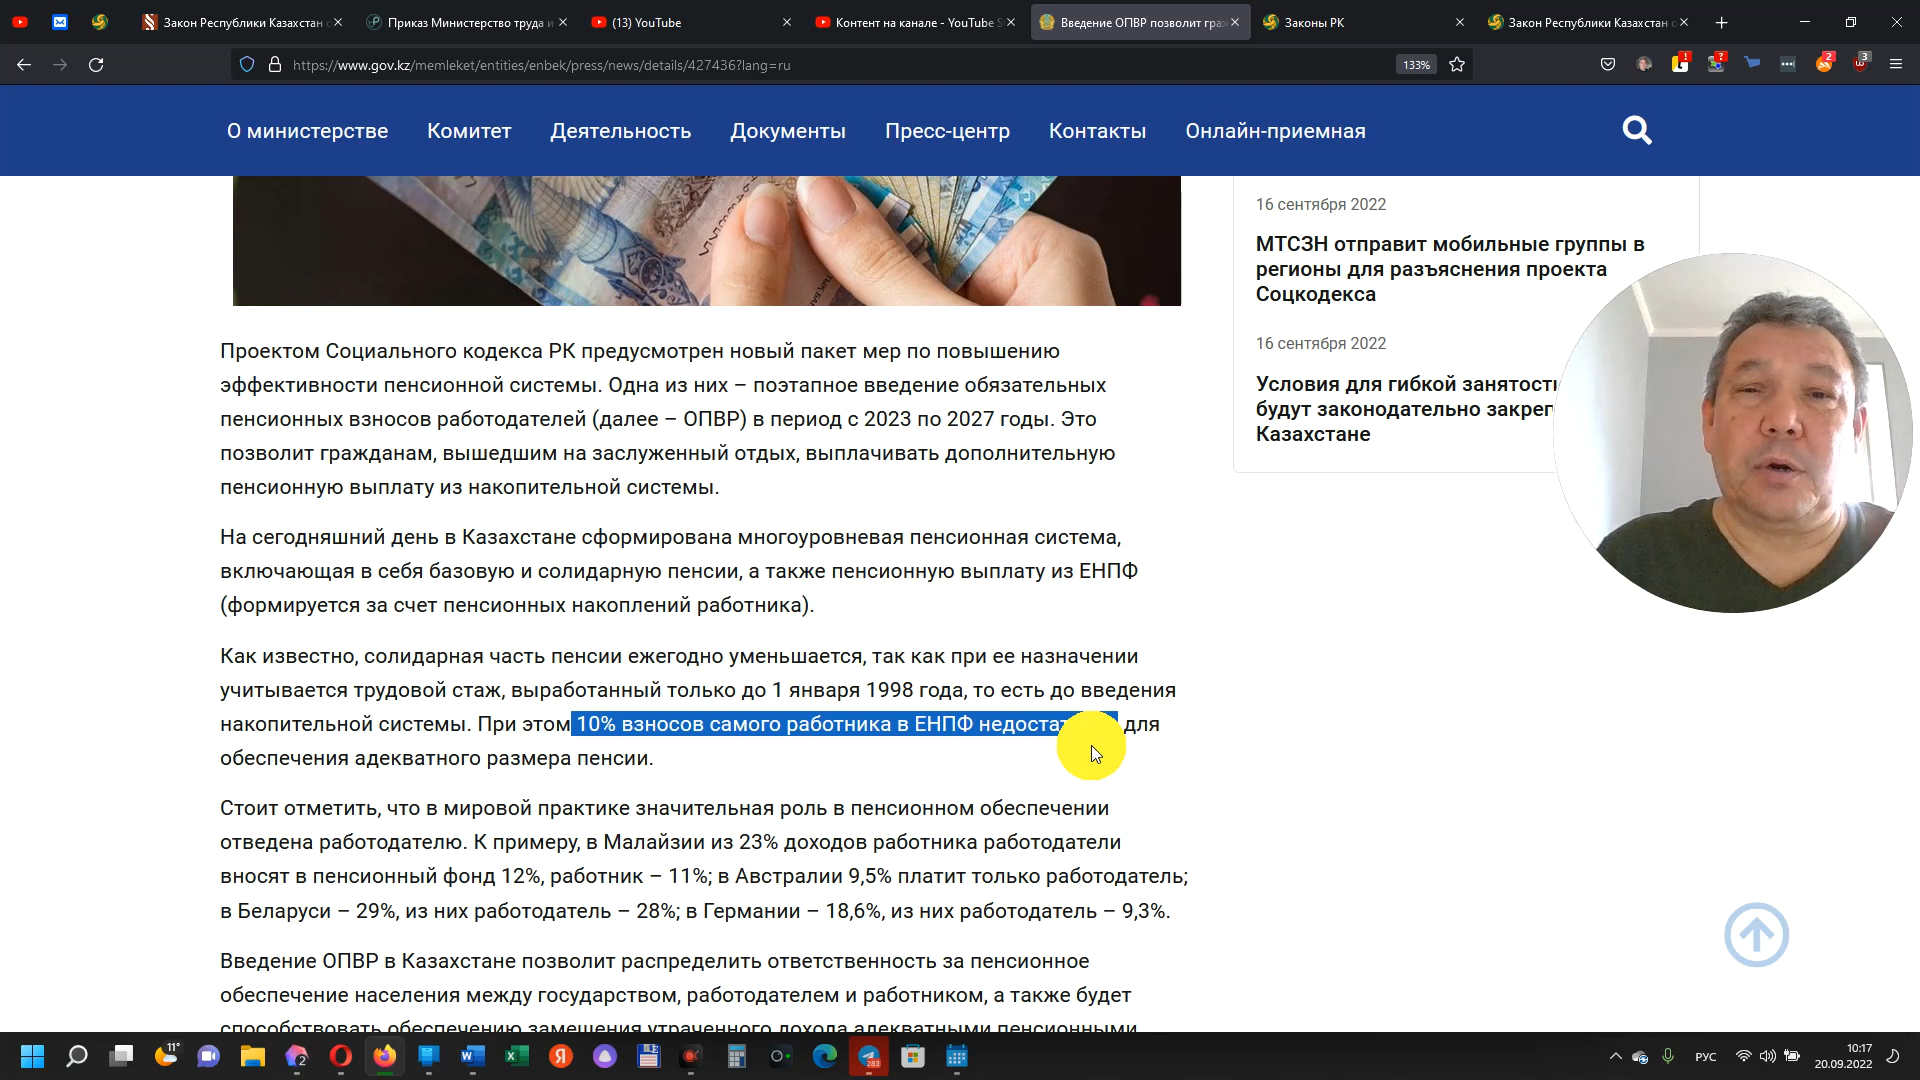 Закон Республики Казахстан о
Приказ Министерство труда и
(13) YouTube
Контент на канале - YouTube S
Введение ОПВР позволит гра
Законы РК
Закон Республики Казахстан о
https://www.gov.kz/memleket/entities/enbek/press/news/details/427436?lang=ru
133%
О министерстве
Комитет
Деятельность
Документы
Пресс-центр
Контакты
Онлайн-приемная
Проектом Социального кодекса РК предусмотрен новый пакет мер по повышению
эффективности пенсионной системы. Одна из них – поэтапное введение обязательных
пенсионных взносов работодателей (далее – ОПВР) в период с 2023 по 2027 годы. Это
позволит гражданам, вышедшим на заслуженный отдых, выплачивать дополнительную
пенсионную выплату из накопительной системы.
На сегодняшний день в Казахстане сформирована многоуровневая пенсионная система,
включающая в себя базовую и солидарную пенсии, а также пенсионную выплату из ЕНПФ
(формируется за счет пенсионных накоплений работника).
Как известно, солидарная часть пенсии ежегодно уменьшается, так как при ее назначении
учитывается трудовой стаж, выработанный только до 1 января 1998 года, то есть до введения
накопительной системы. При этом 10% взносов самого работника в ЕНПФ недостат для
обеспечения адекватного размера пенсии.
Стоит отметить, что в мировой практике значительная роль в пенсионном обеспечении
отведена работодателю. К примеру, в Малайзии из 23% доходов работника работодатели
вносят в пенсионный фонд 12%, работник – 11%; в Австралии 9,5% платит только работодатель;
в Беларуси – 29%, из них работодатель – 28%; в Германии – 18,6%, из них работодатель – 9,3%.
Введение ОПВР в Казахстане позволит распределить ответственность за пенсионное
обеспечение населения между государством, работодателем и работником, а также будет
способствовать обеспечению замещения утраченного дохода адекватными пенсионными
16 сентября 2022
МТСЗН отправит мобильные группы в
регионы для разъяснения проекта
Соцкодекса
16 сентября 2022
Условия для гибкой занятости
будут законодательно закреп
Казахстане
11°
РУС
10:17
20.09.2022